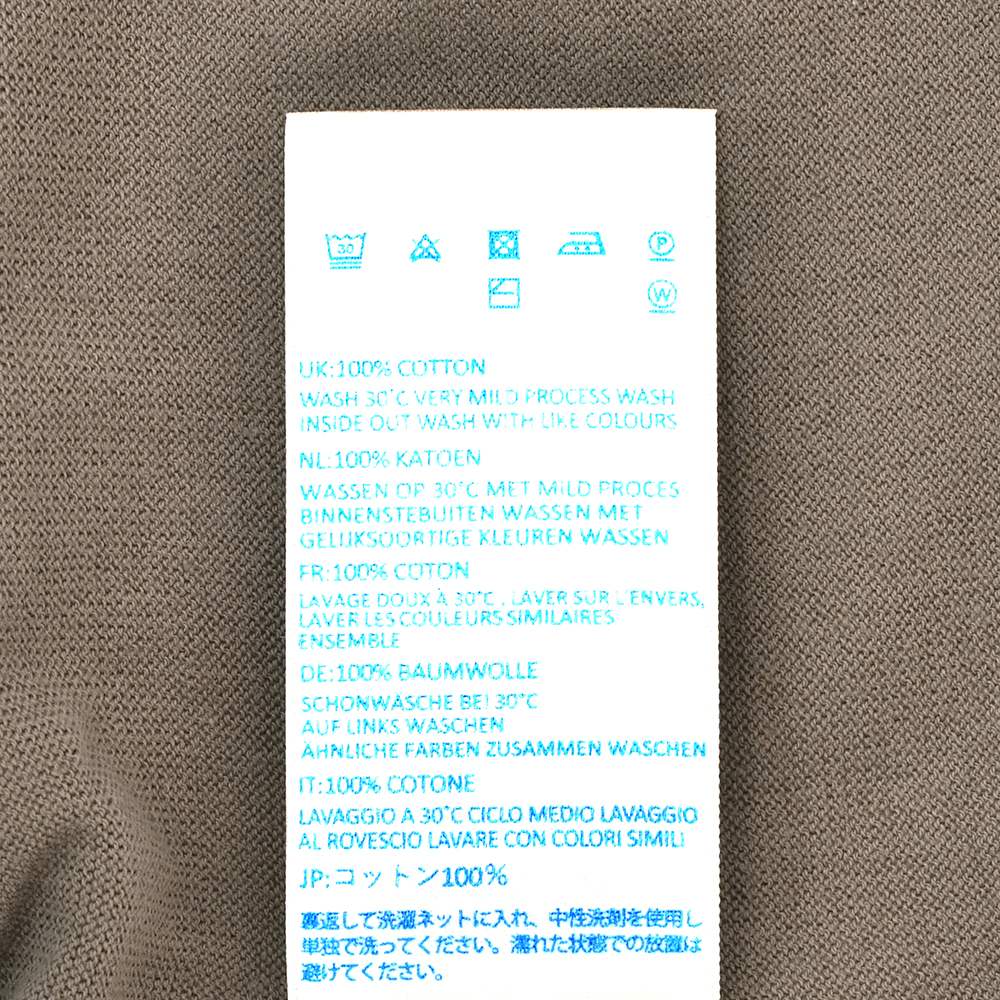 30 P
W
UK:100% COTTON
WASH 30°C VERY MILD PROCESS WASH
INSIDE OUT WASH WITH LIKE COLOURS
NL:100% KATOEN
WASSEN OP 30°C MET MILD PROCES
BINNENSTEBUITEN WASSEN MET
GELIJKSOORTIGE KLEUREN WASSEN
FR:100% COTON
LAVAGE DOUX À 30°C , LAVER SUR L'ENVERS,
LAVER LES COULEURS SIMILAIRES
ENSEMBLE
DE:100% BAUMWOLLE
SCHONWÄSCHE BEI 30°C
AUF LINKS WASCHEN
ÄHNLICHE FARBEN ZUSAMMEN WASCHEN
IT:100% COTONE
LAVAGGIO A 30°C CICLO MEDIO LAVAGGIO
AL ROVESCIO LAVARE CON COLORI SIMILI
JP:コットン100%
裏返して洗濯ネットに入れ、中性洗剤を使用し
単独で洗ってください。濡れた状態での放置は
避けてください。